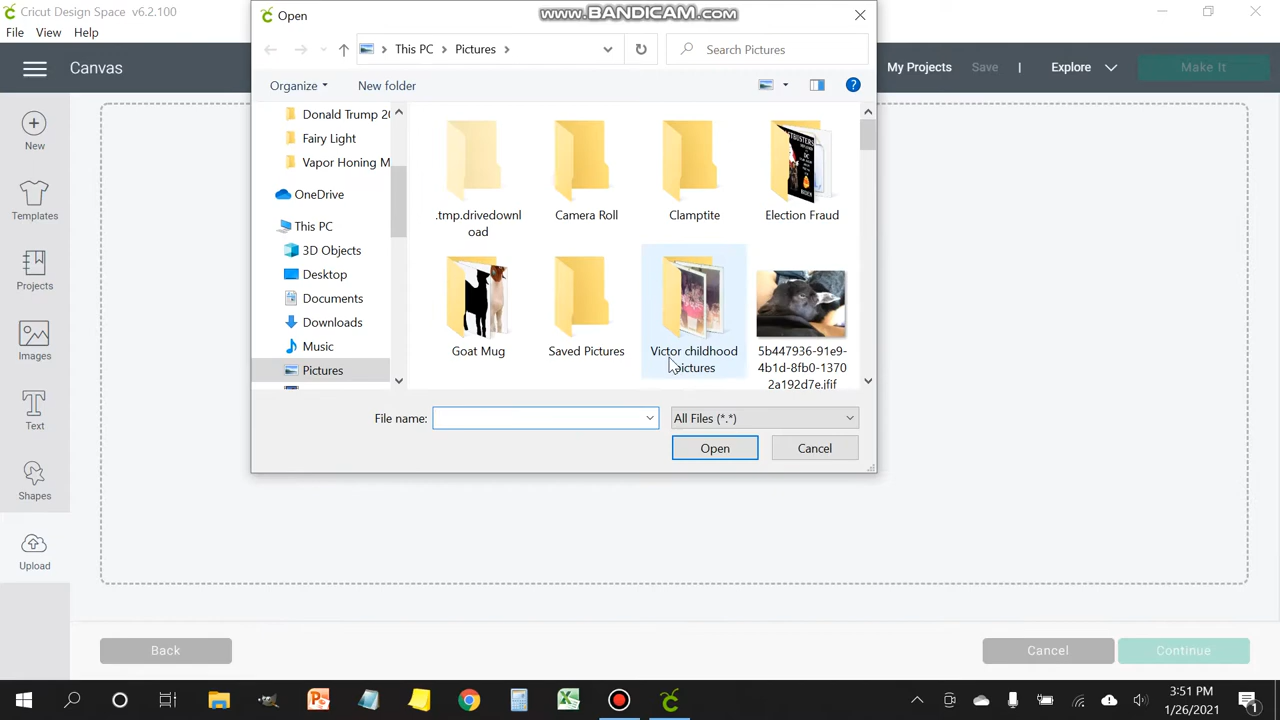 Cricut Design Space v6.2.100
File View Help
Canvas
New
Templates
Projects
Images
Text
Shapes
Upload
Open
www.BANDICAM.com
This PC
Pictures
Search Pictures
Organize
New folder
Donald Trump 20
Fairy Light
Vapor Honing M
OneDrive
This PC
3D Objects
Desktop
Documents
Downloads
Music
Pictures
.tmp.drivedownl
oad
Camera Roll
Clamptite
Election Fraud
Goat Mug
Saved Pictures
Victor childhood
pictures
5b447936-91e9-
4b1d-8fb0-1370
2a192d7e.jfif
File name:
All Files (*.*)
Open
Cancel
My Projects
Save
|
Explore
Make It
Back
Cancel
Continue
3:51 PM
1/26/2021
1